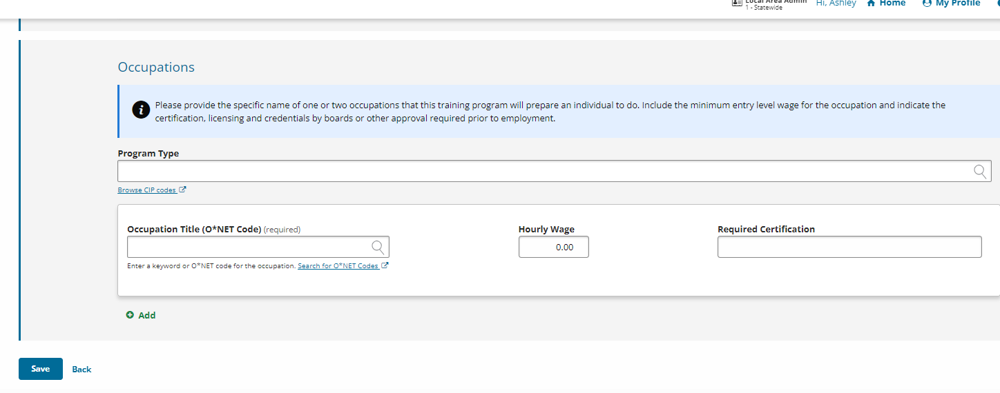 Local Area Admin
1 - Statewide
Hi, Ashley
Home
My Profile
Occupations
Please provide the specific name of one or two occupations that this training program will prepare an individual to do. Include the minimum entry level wage for the occupation and indicate the
certification, licensing and credentials by boards or other approval required prior to employment.
Program Type
Browse CIP codes
Occupation Title (O*NET Code) (required)
Hourly Wage
Required Certification
0.00
Enter a keyword or O*NET code for the occupation. Search for O*NET Codes
Add
Save
Back